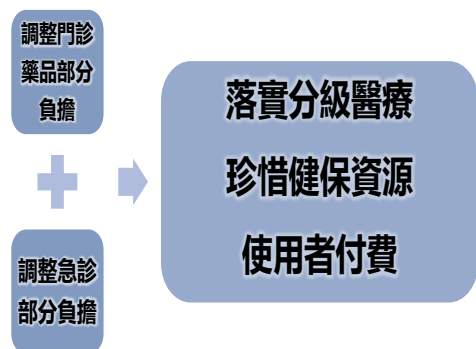 調整門診
藥品部分
負擔
調整急診
部分負擔
落實分級醫療
珍惜健保資源
使用者付費